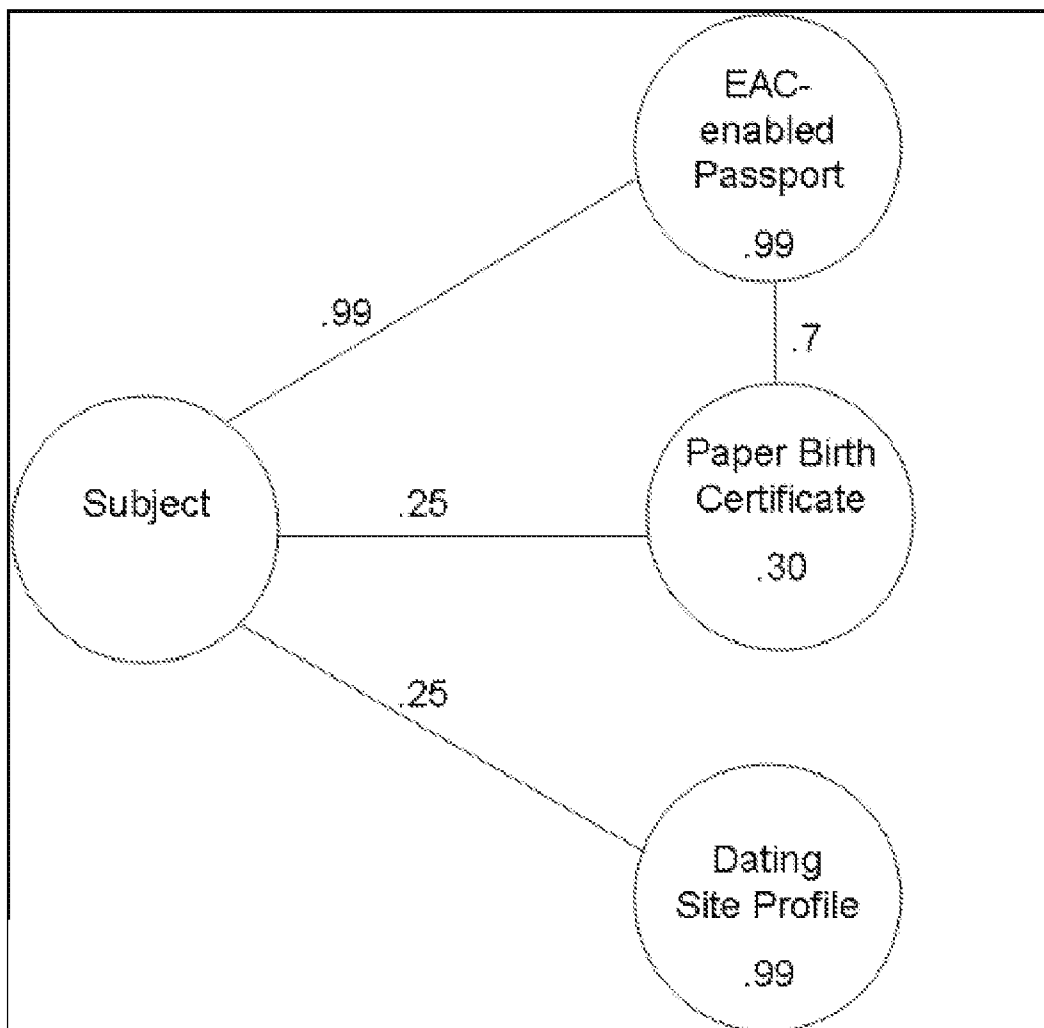 EAC-
enabled
Passport
.99
.99
.7
Subject
.25
Paper Birth
Certificate
.30
.25
Dating
Site Profile
.99